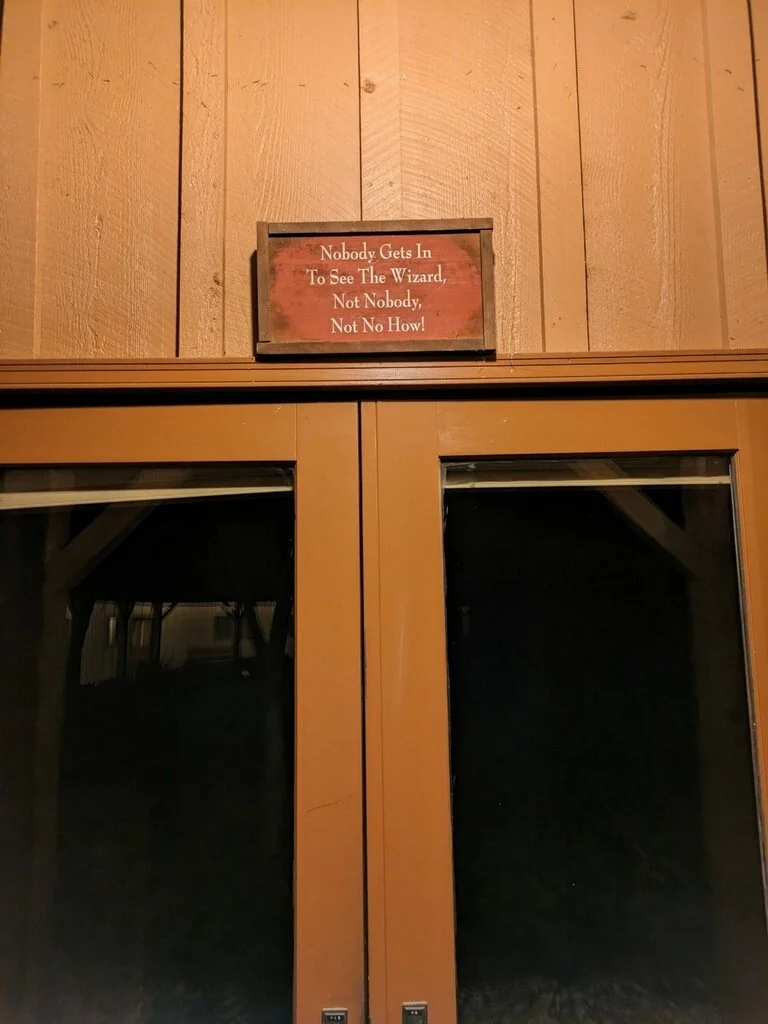 Nobody Gets In
To See The Wizard,
Not Nobody,
Not No How!